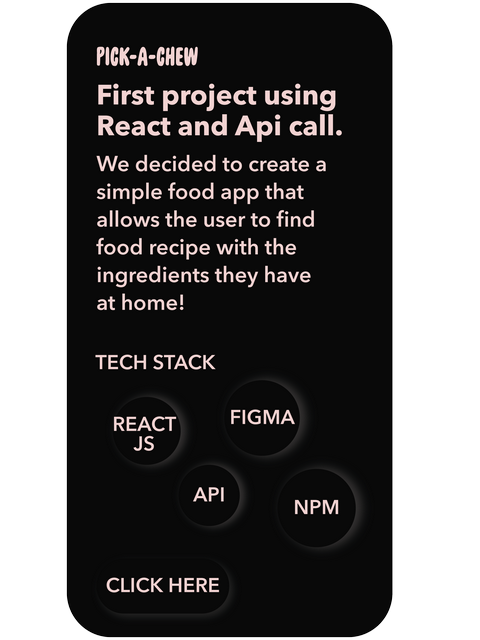 PICK-A-CHEW
First project using
React and Api call.
We decided to create a
simple food app that
allows the user to find
food recipe with the
ingredients they have
at home!
TECH STACK
REACT
JS
FIGMA
API
NPM
CLICK HERE